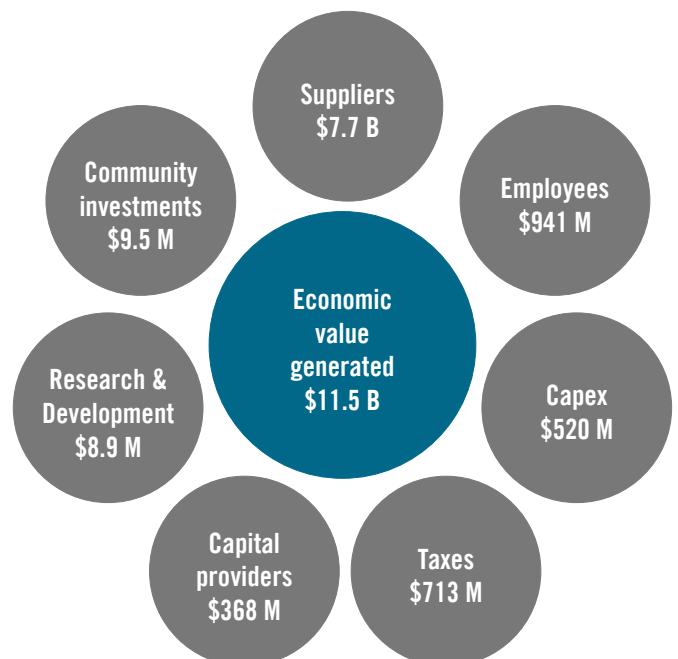 Suppliers
$7.7 B
Community
investments
$9.5 M
Employees
$941 M
Economic
value
generated
$11.5 B
Research &
Development
$8.9 M
Capex
$520 M
Capital
providers
$368 M
Taxes
$713 M